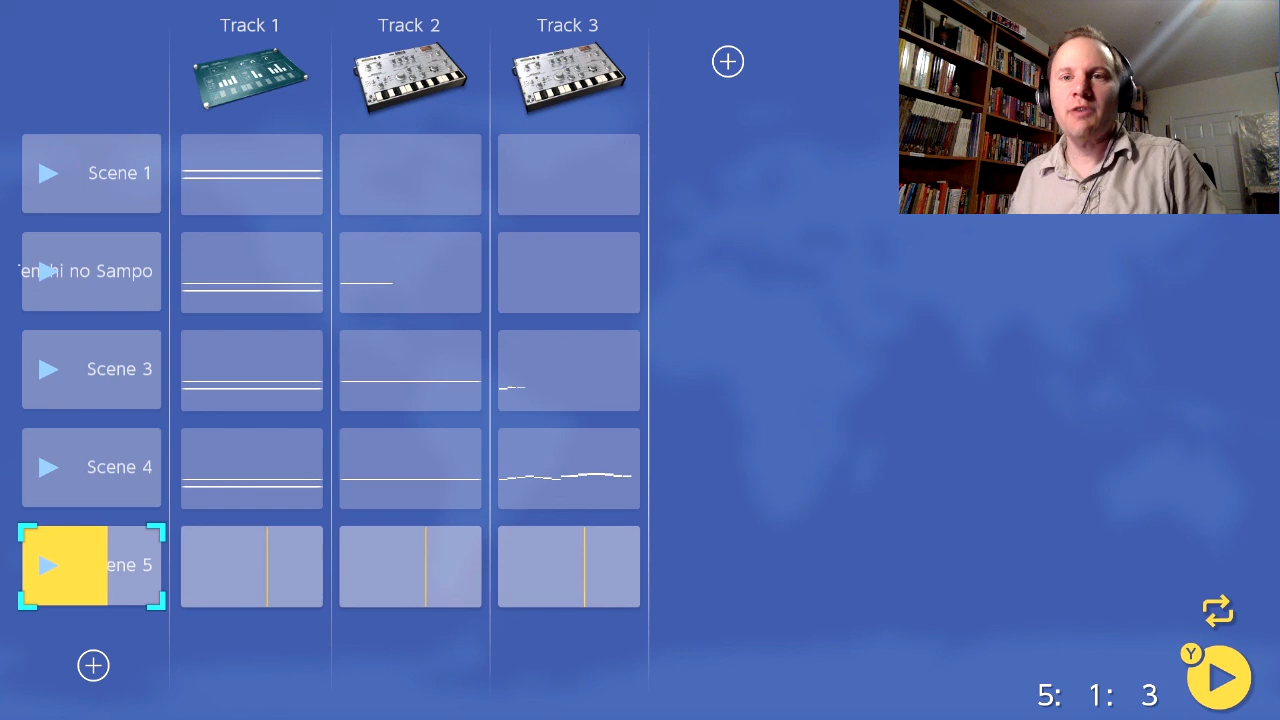 Track 1
Track 2
Track 3
Scene 1
no Sampo
Scene 3
Scene 4
ene 5
5: 1: 3
Y